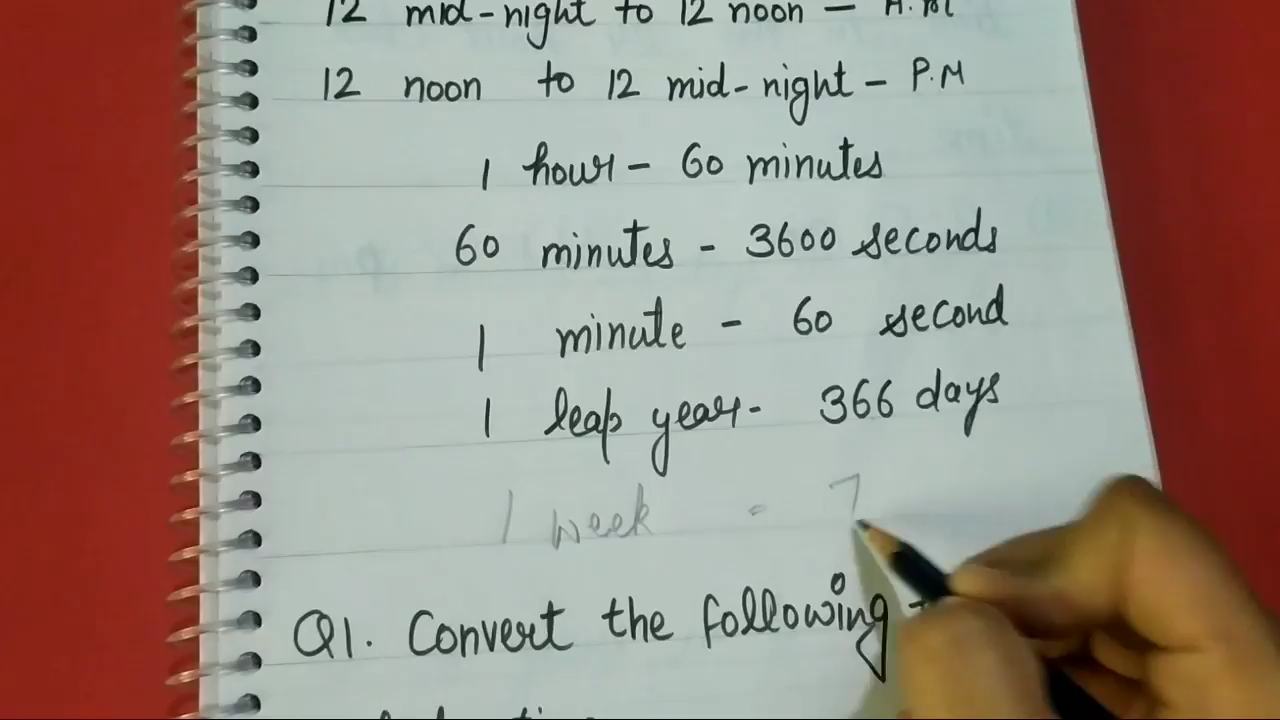 12 mid-night to 12 noon – A.M
12 noon to 12 mid-night – P.M
1 hour – 60 minutes
60 minutes - 3600 seconds
1 minute - 60 second
1 leap year - 366 days
1 week - 7
Q1. Convert the following